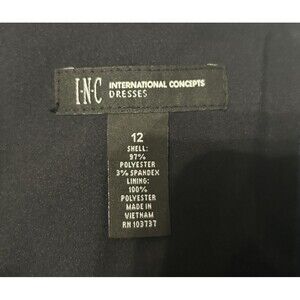 I·N·C INTERNATIONAL CONCEPTS
DRESSES
12
SHELL:
97%
POLYESTER
3% SPANDEX
LINING:
100%
POLYESTER
MADE IN
VIETNAM
RN 103737